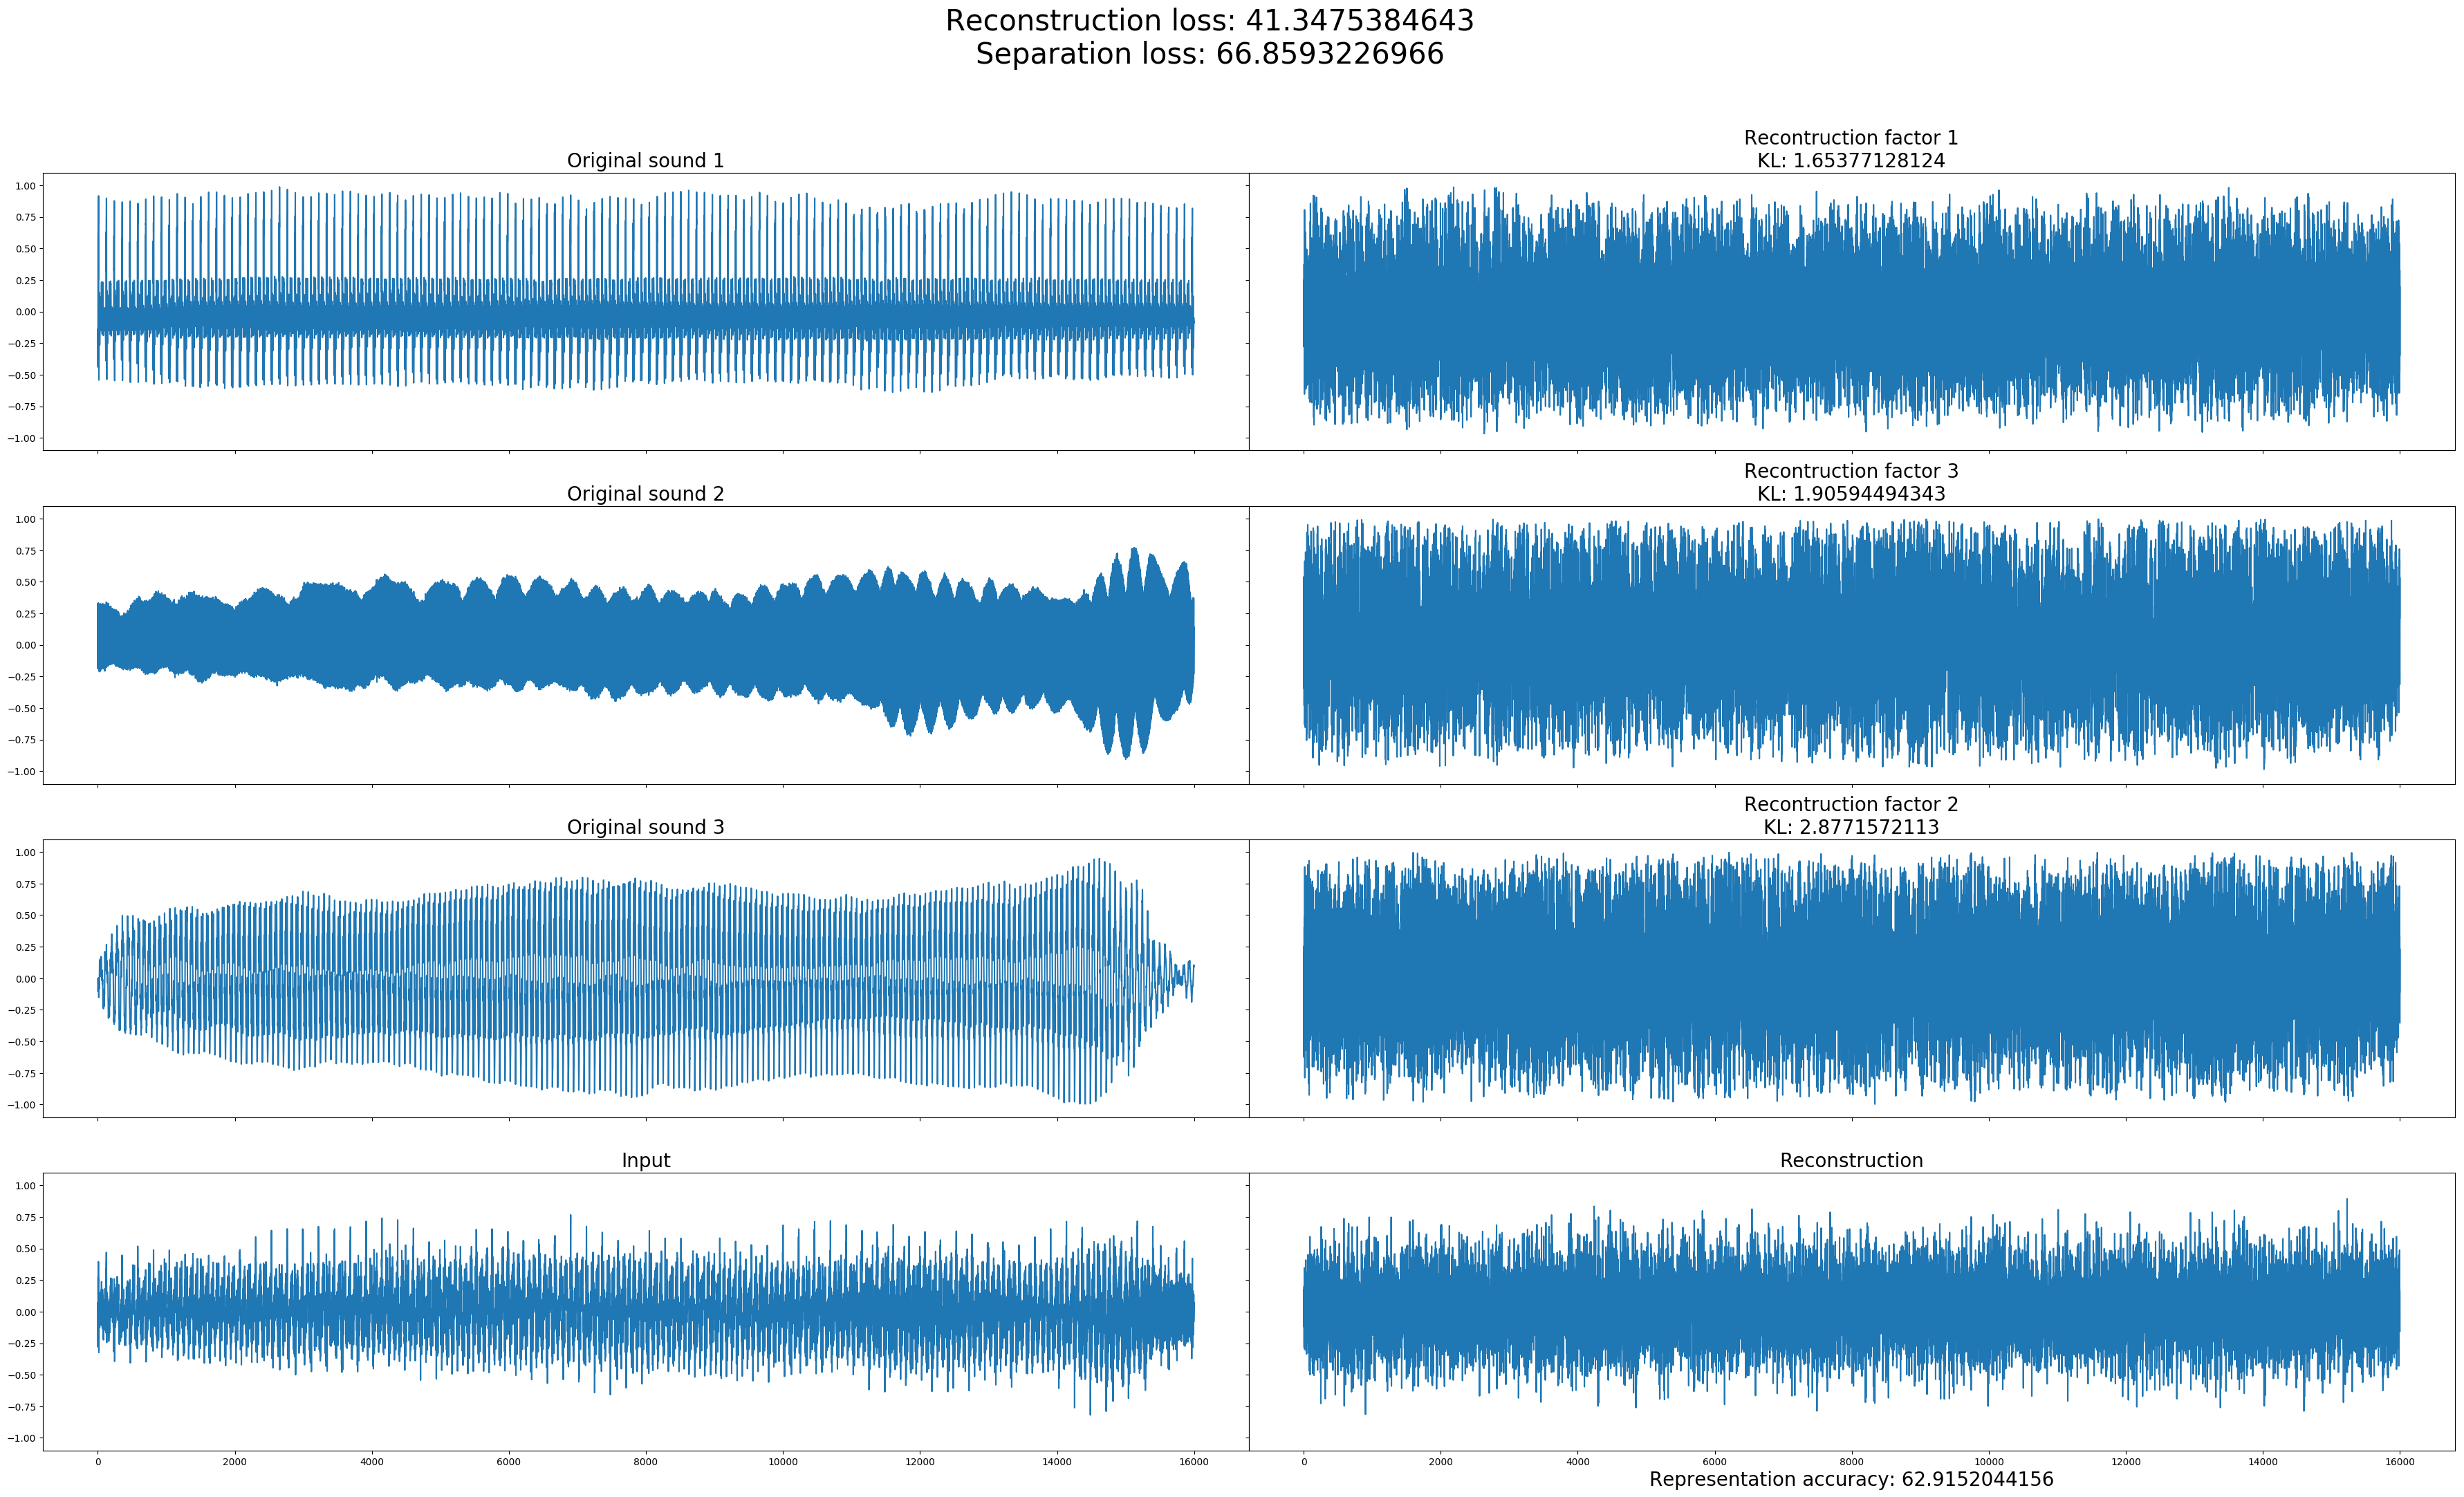 Reconstruction loss: 41.3475384643
Separation loss: 66.8593226966
Original sound 1
Recontruction factor 1
KL: 1.65377128124
1.00
0.75
0.50
0.25
0.00
−0.25
−0.50
−0.75
−1.00
Original sound 2
Recontruction factor 3
KL: 1.90594494343
1.00
0.75
0.50
0.25
0.00
−0.25
−0.50
−0.75
−1.00
Original sound 3
Recontruction factor 2
KL: 2.8771572113
1.00
0.75
0.50
0.25
0.00
−0.25
−0.50
−0.75
−1.00
Input
Reconstruction
1.00
0.75
0.50
0.25
0.00
−0.25
−0.50
−0.75
−1.00
0 2000 4000 6000 8000 10000 12000 14000 16000
0 2000 4000 6000 8000 10000 12000 14000 16000
Representation accuracy: 62.9152044156